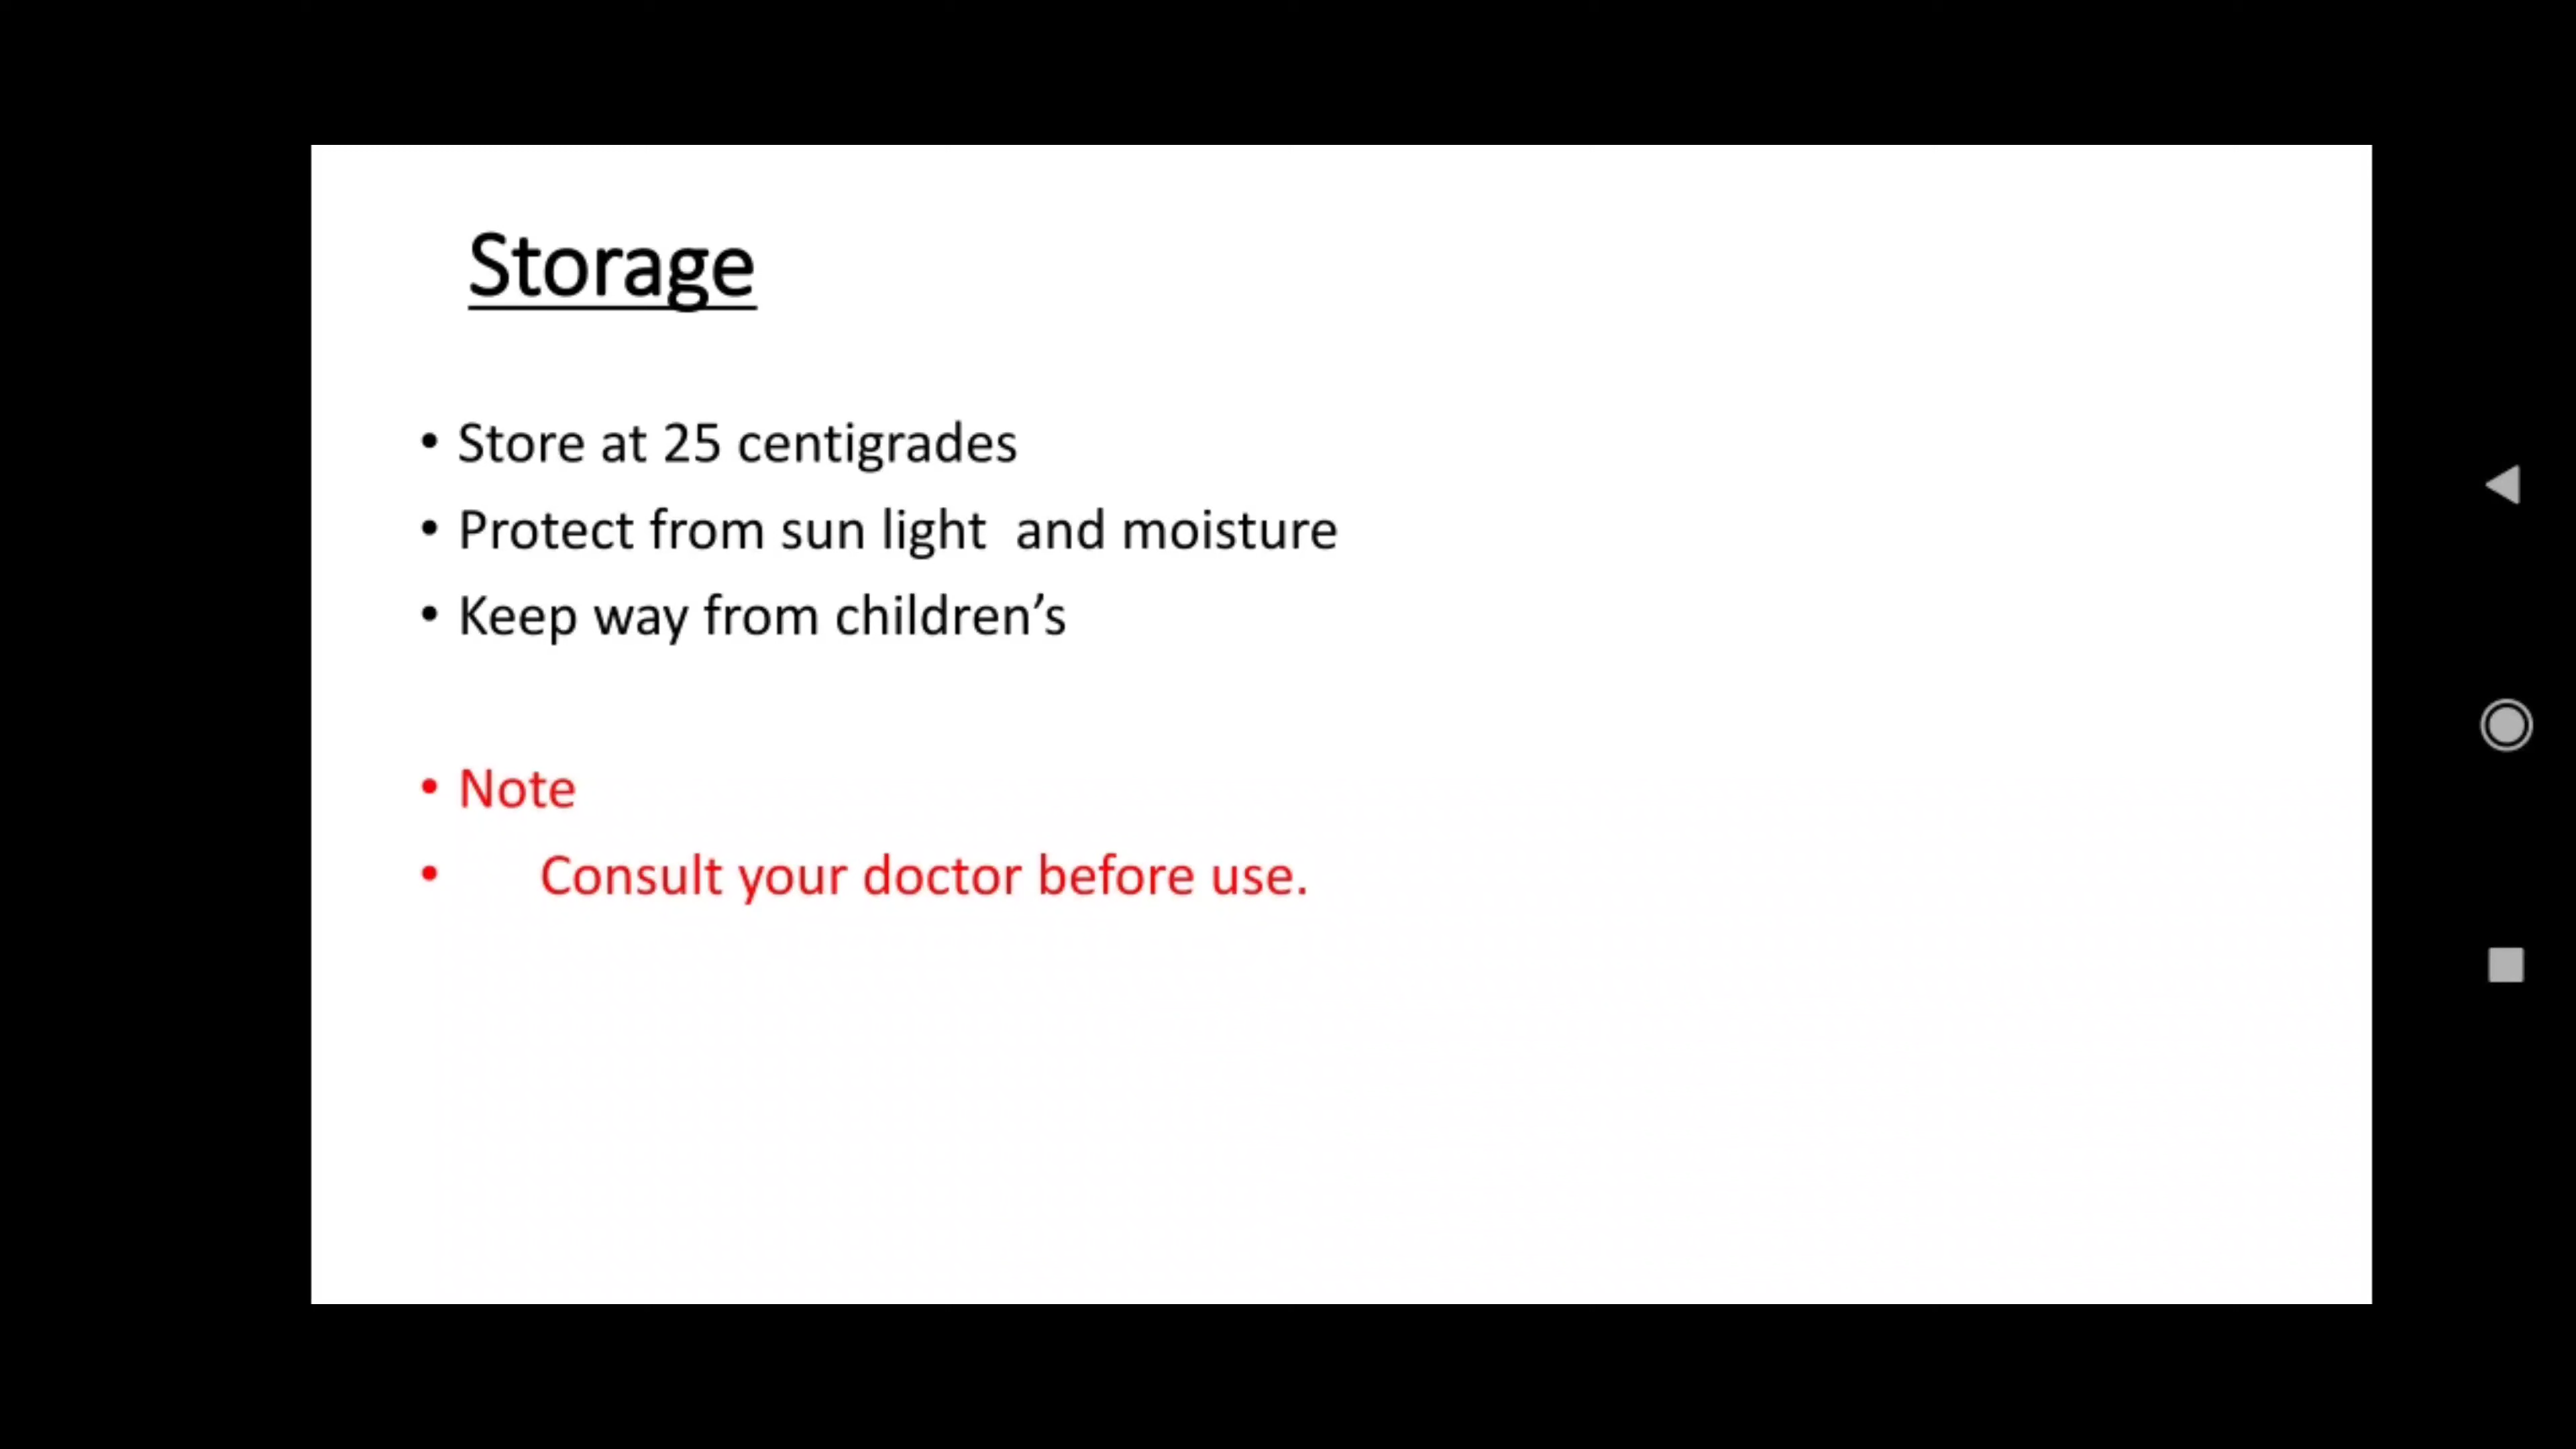 Storage
• Store at 25 centigrades
• Protect from sun light  and moisture
• Keep way from children’s
• Note
•     Consult your doctor before use.